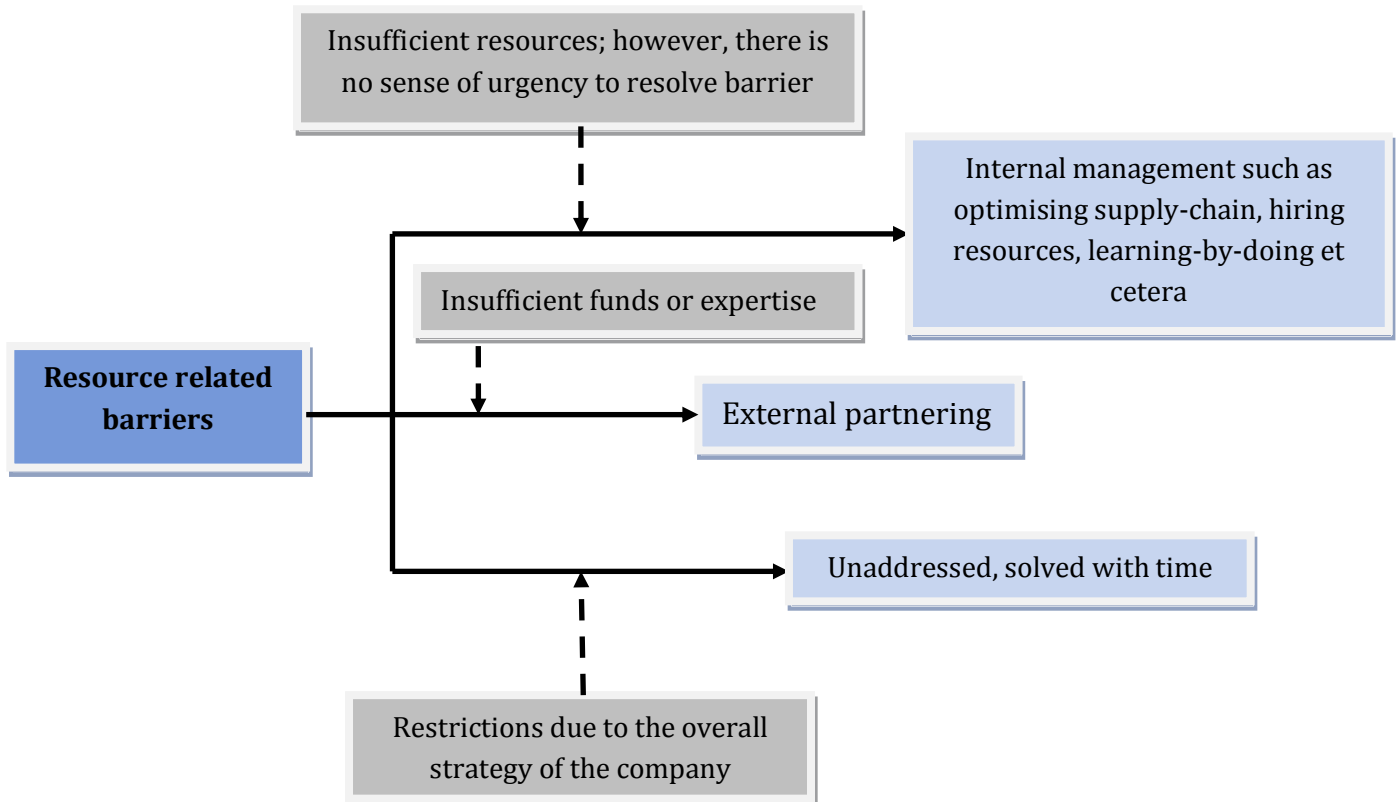 Insufficient resources; however, there is
no sense of urgency to resolve barrier
Internal management such as
optimising supply-chain, hiring
resources, learning-by-doing et
cetera
Insufficient funds or expertise
Resource related
barriers
External partnering
Unaddressed, solved with time
Restrictions due to the overall
strategy of the company